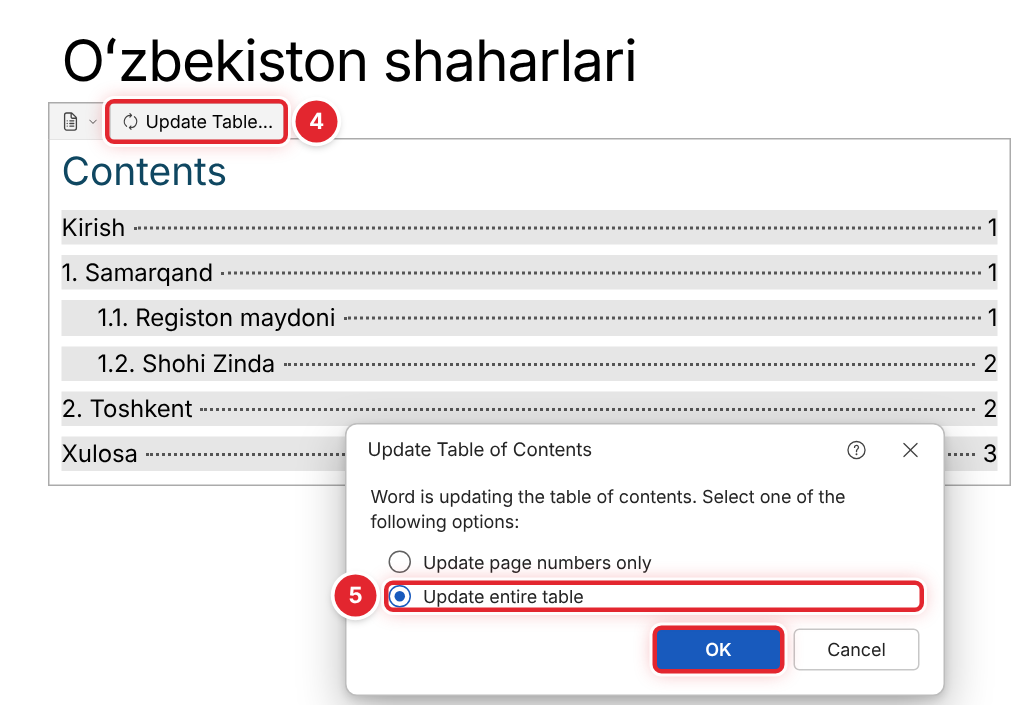 Oʻzbekiston shaharlari
Update Table...
4
Contents
Kirish 1
1. Samarqand 1
1.1. Registon maydoni 1
1.2. Shohi Zinda 2
2. Toshkent 2
Xulosa 3
Update Table of Contents
Word is updating the table of contents. Select one of the
following options:
Update page numbers only
5
Update entire table
OK
Cancel